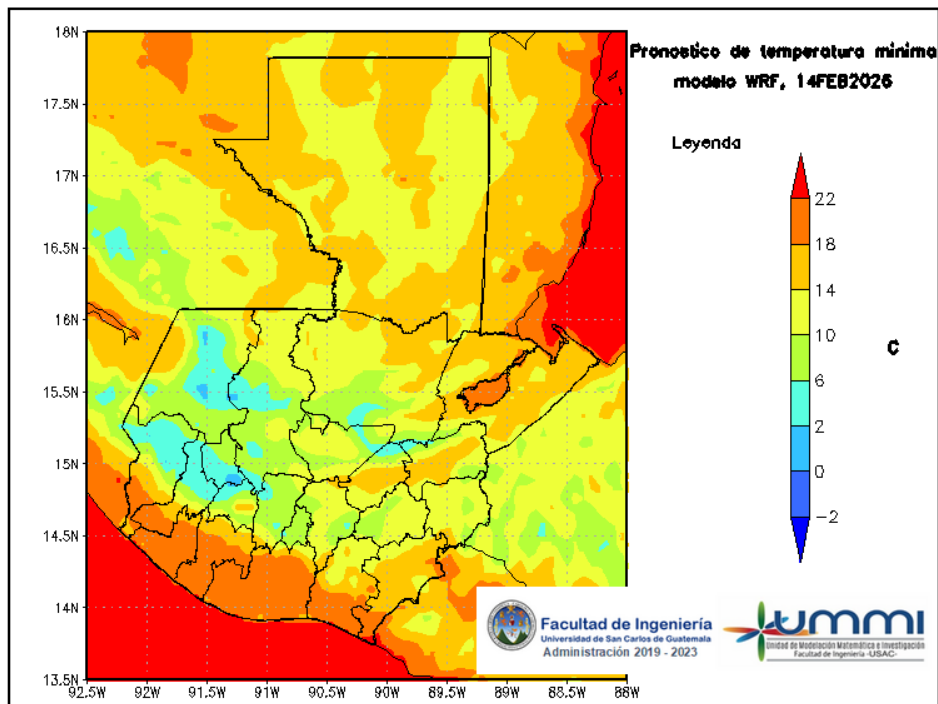 Pronostico de temperatura minima
modelo WRF, 14FEB2026
Leyenda
22
18
14
10
6
2
0
−2
C
18N
17.5N
17N
16.5N
16N
15.5N
15N
14.5N
14N
13.5N
92.5W 92W 91.5W 91W 90.5W 90W 89.5W 89W 88.5W 88W
Facultad de Ingeniería
Universidad de San Carlos de Guatemala
Administración 2019 - 2023
ummi
Unidad de Modelación Matemática e Investigación
Facultad de Ingeniería -USAC-